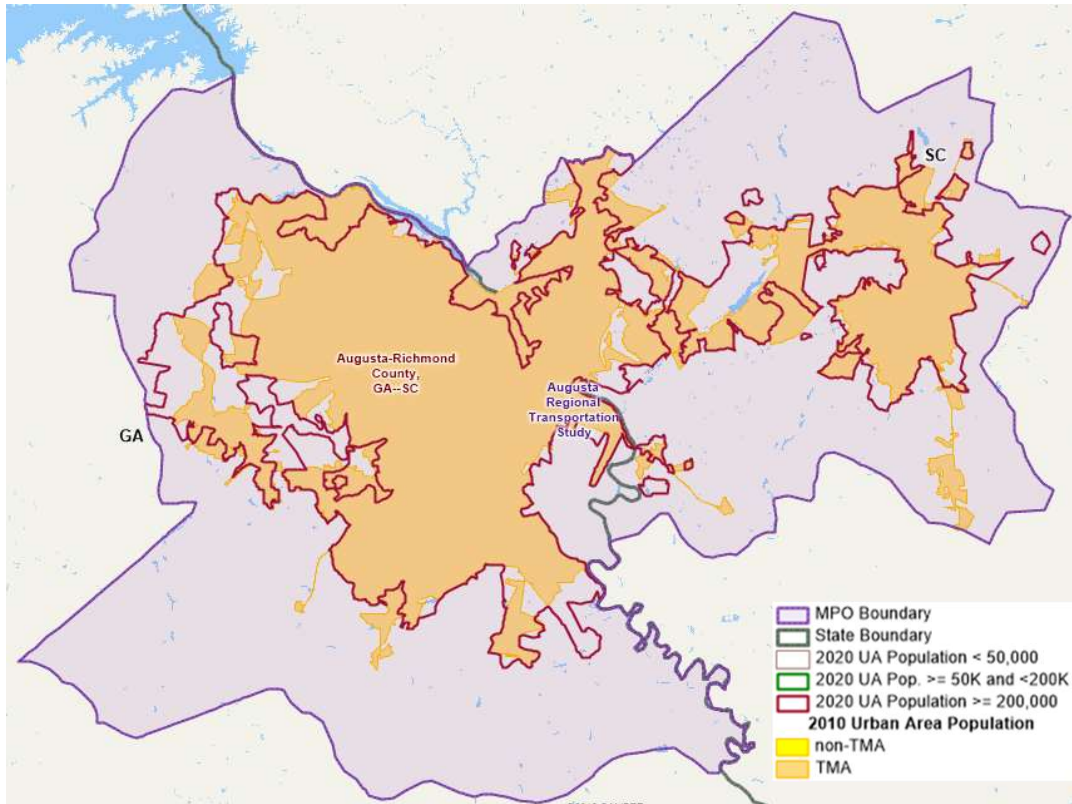 SC
Augusta-Richmond
County,
GA--SC
Augusta
Regional
Transportation
Study
GA
MPO Boundary
State Boundary
2020 UA Population < 50,000
2020 UA Pop. >= 50K and <200K
2020 UA Population >= 200,000
2010 Urban Area Population
non-TMA
TMA